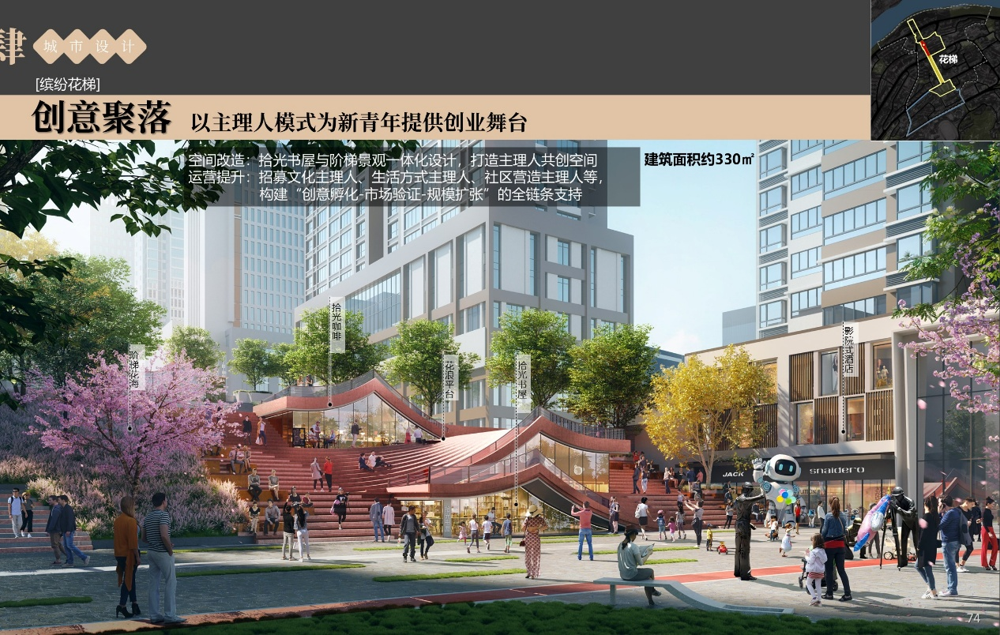 肆 城市设计
[缤纷花梯]
花梯
创意聚落 以主理人模式为新青年提供创业舞台
空间改造：拾光书屋与阶梯景观一体化设计，打造主理人共创空间
运营提升：招募文化主理人、生活方式主理人、社区营造主理人等，
构建“创意孵化-市场验证-规模扩张”的全链条支持
建筑面积约330㎡
拾光咖啡
影院式酒店
阶梯花海
花浪平台
拾光书屋
JACK
snaidero
74